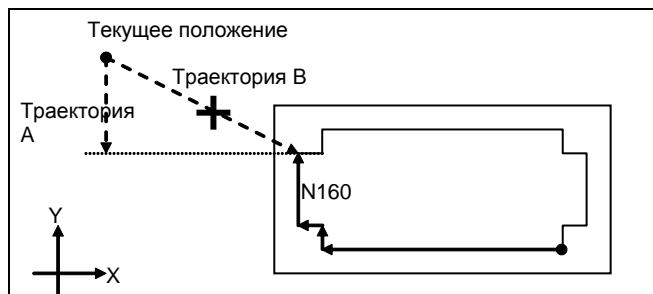 Текущее положение
Траектория B
Траектория
A
N160
Y
X